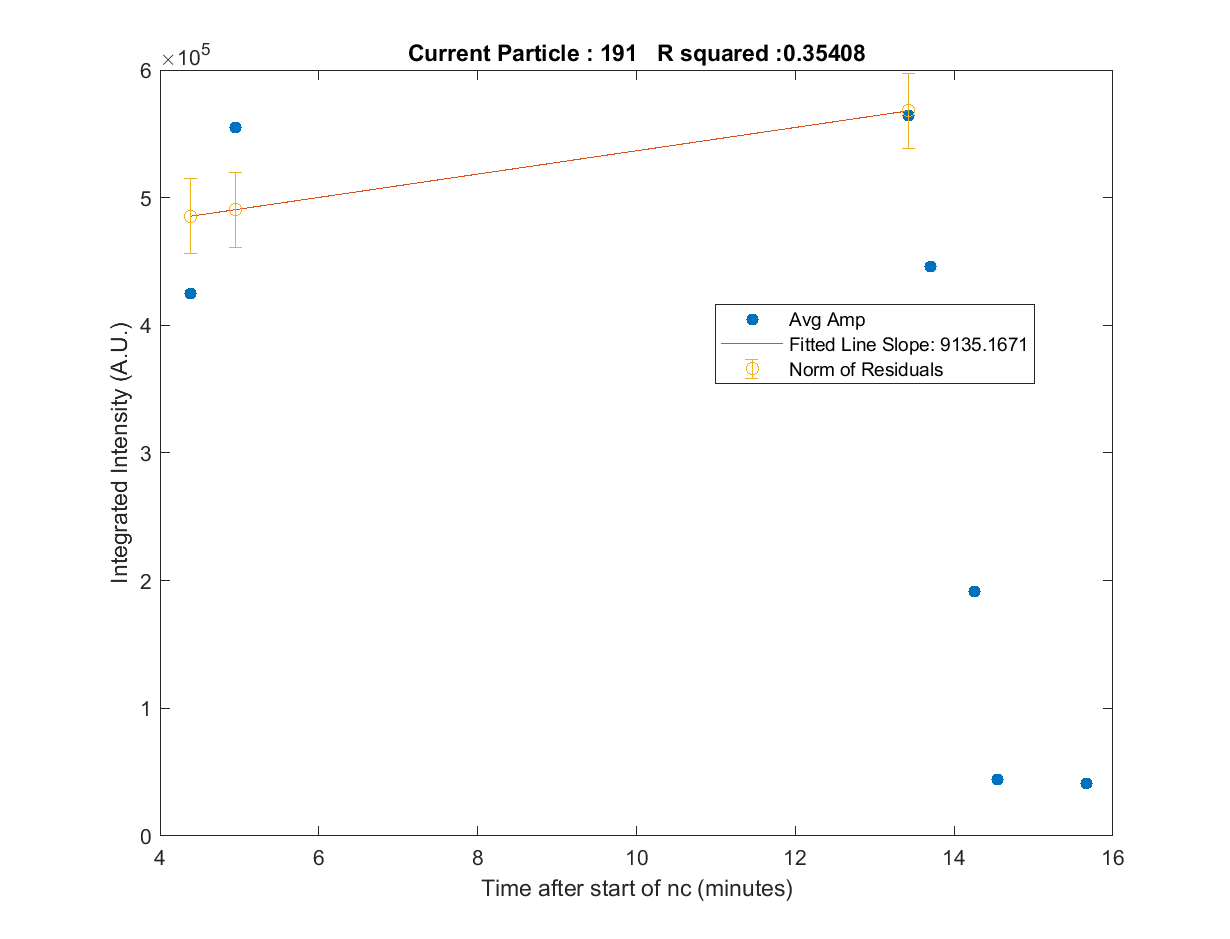 Current Particle : 191   R squared :0.35408
×10^5
6
5
4
3
2
1
0
Integrated Intensity (A.U.)
Avg Amp
Fitted Line Slope: 9135.1671
Norm of Residuals
4 6 8 10 12 14 16
Time after start of nc (minutes)